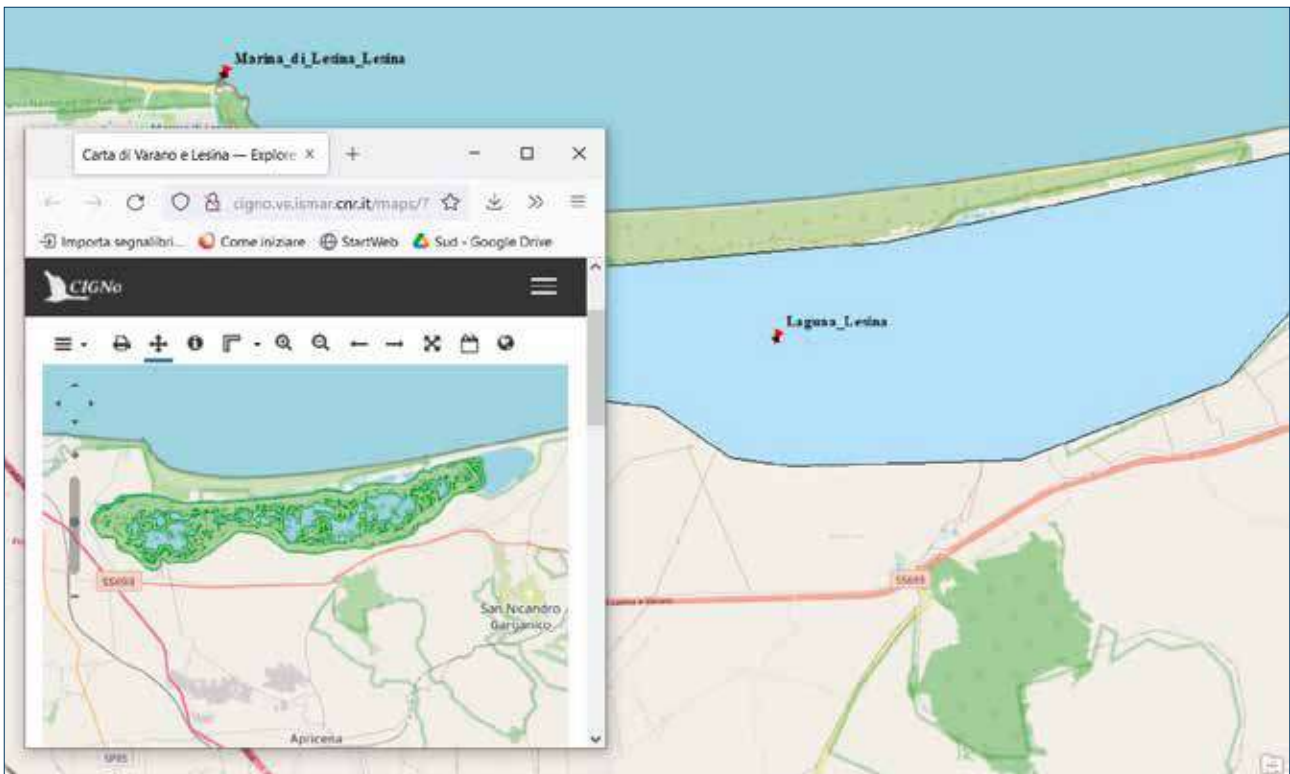 Marina_di_Lesina_Lesina
Carta di Varano e Lesina — Explore
cigno.ve.ismar.cnr.it/maps/?
Importa segnalibri...
Come iniziare
StartWeb
Sud - Google Drive
CIGNo
Laguna_Lesina
SS693
San Nicandro
Garganico
SS693
Apricena
SP85